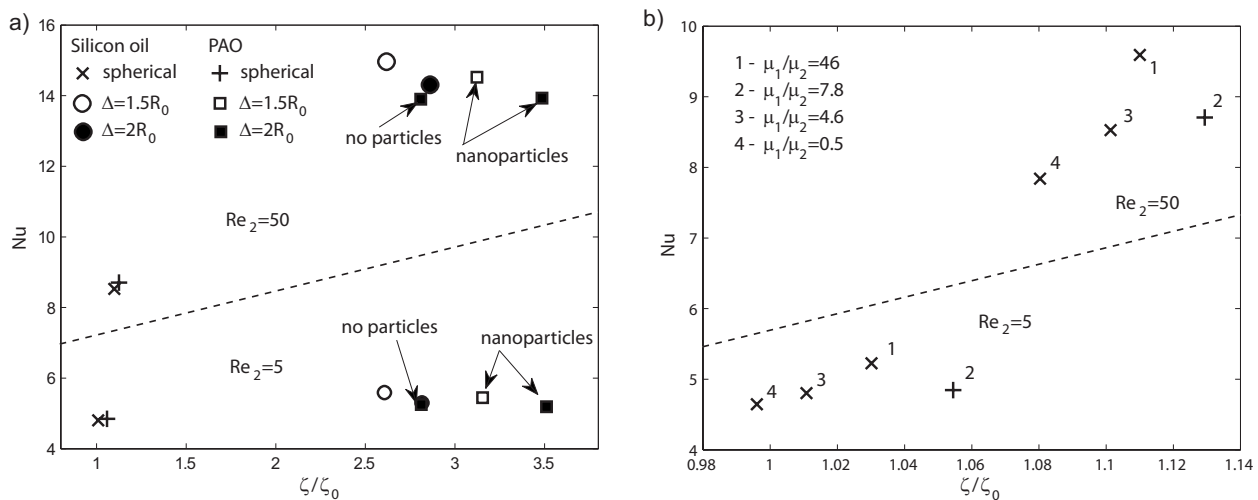 a)
Nu
16
14
12
10
8
6
4
Silicon oil PAO
spherical spherical
Δ=1.5R₀ Δ=1.5R₀
Δ=2R₀ Δ=2R₀
no particles
nanoparticles
Re₂=50
no particles
nanoparticles
Re₂=5
1 1.5 2 2.5 3 3.5
ζ/ζ₀
b)
Nu
10
9
8
7
6
5
4
1 - μ₁/μ₂=46
2 - μ₁/μ₂=7.8
3 - μ₁/μ₂=4.6
4 - μ₁/μ₂=0.5
1
2
3
4
Re₂=50
Re₂=5
1
2
3
4
0.98 1 1.02 1.04 1.06 1.08 1.1 1.12 1.14
ζ/ζ₀